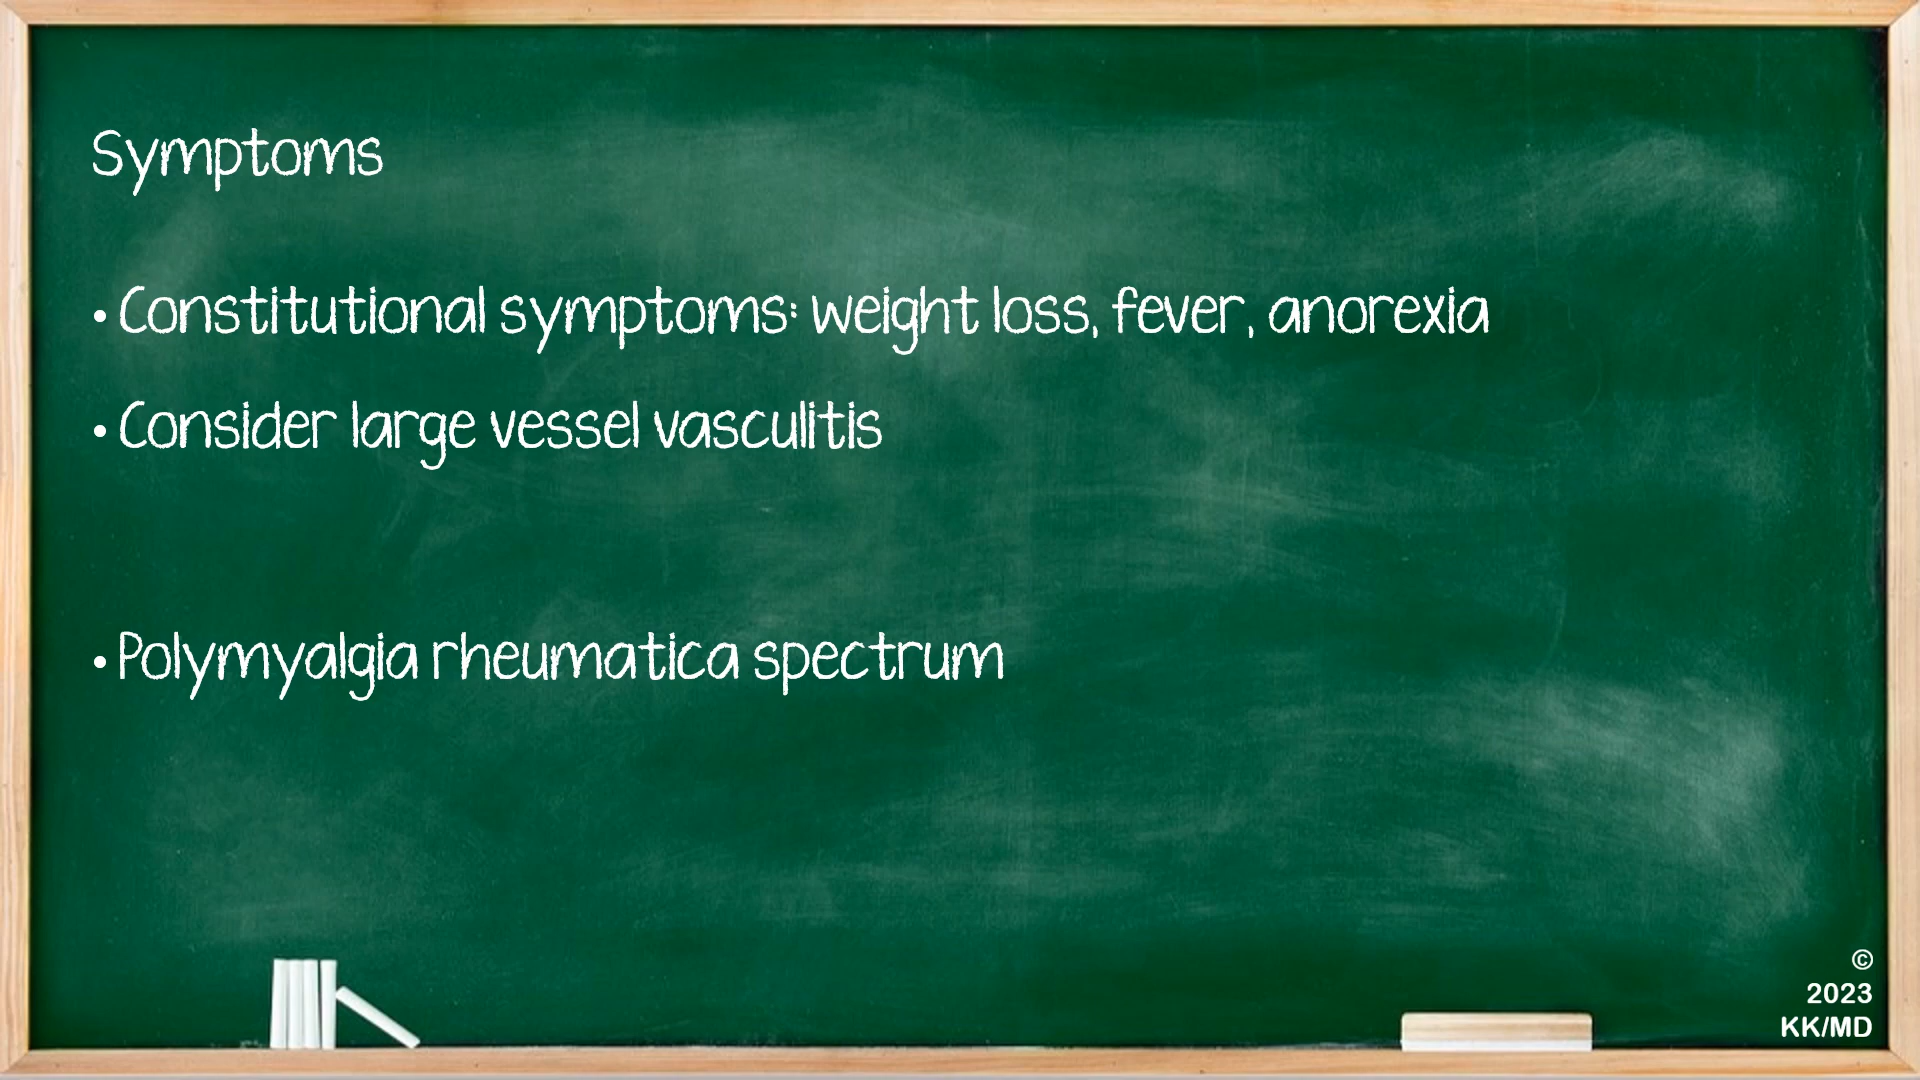 Symptoms
• Constitutional symptoms: weight loss, fever, anorexia
• Consider large vessel vasculitis
• Polymyalgia rheumatica spectrum
©
2023
KK/MD